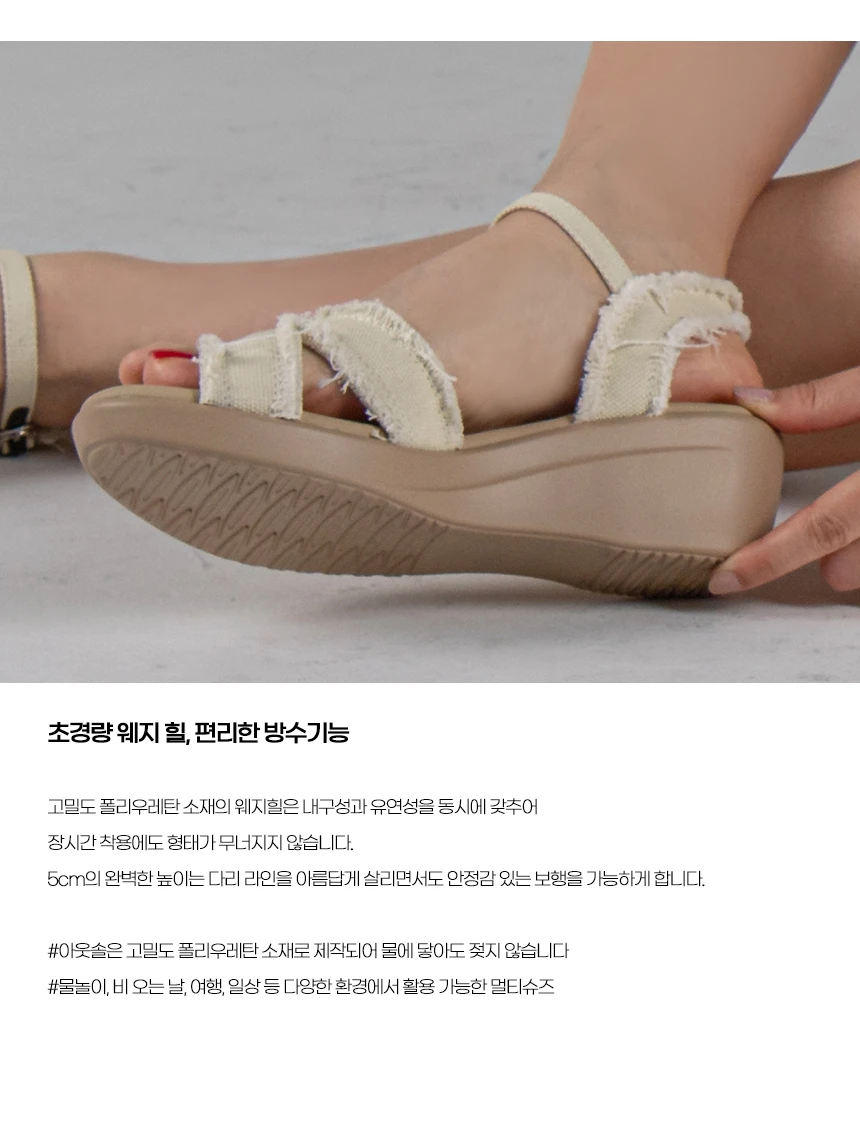 초경량 웨지 힐, 편리한 방수기능
고밀도 폴리우레탄 소재의 웨지힐은 내구성과 유연성을 동시에 갖추어
장시간 착용에도 형태가 무너지지 않습니다.
5cm의 완벽한 높이는 다리 라인을 아름답게 살리면서도 안정감 있는 보행을 가능하게 합니다.
#아웃솔은 고밀도 폴리우레탄 소재로 제작되어 물에 닿아도 젖지 않습니다
#물놀이, 비 오는 날, 여행, 일상 등 다양한 환경에서 활용 가능한 멀티슈즈